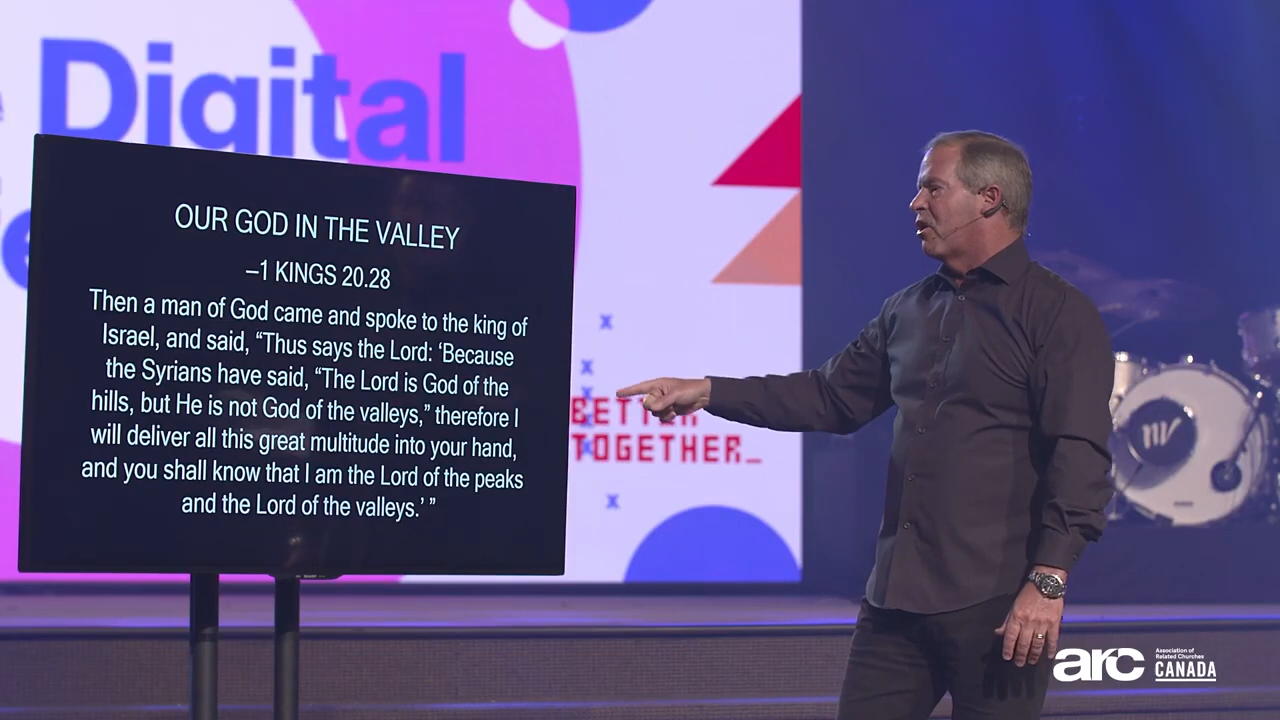 Digital
OUR GOD IN THE VALLEY
–1 KINGS 20.28
Then a man of God came and spoke to the king of
Israel, and said, “Thus says the Lord: ‘Because
the Syrians have said, “The Lord is God of the
hills, but He is not God of the valleys,” therefore I
will deliver all this great multitude into your hand,
and you shall know that I am the Lord of the peaks
and the Lord of the valleys.’ ”
BETTER
TOGETHER_
arc
Association of
Related Churches
CANADA